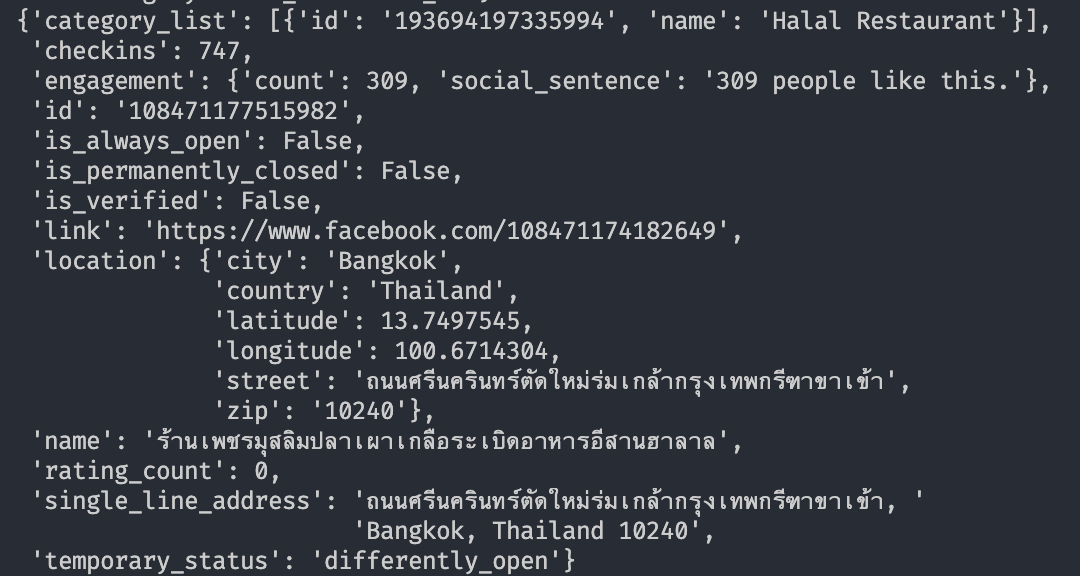 {'category_list': [{'id': '193694197335994', 'name': 'Halal Restaurant'}],
'checkins': 747,
'engagement': {'count': 309, 'social_sentence': '309 people like this.'},
'id': '108471177515982',
'is_always_open': False,
'is_permanently_closed': False,
'is_verified': False,
'link': 'https://www.facebook.com/108471174182649',
'location': {'city': 'Bangkok',
'country': 'Thailand',
'latitude': 13.7497545,
'longitude': 100.6714304,
'street': 'ถนนศรีนครินทร์ตัดใหม่ร่มเกล้ากรุงเทพกรีฑาขาเข้า',
'zip': '10240'},
'name': 'ร้านเพชรมุสลิมปลาเผาเกลือระเบิดอาหารอีสานฮาลาล',
'rating_count': 0,
'single_line_address': 'ถนนศรีนครินทร์ตัดใหม่ร่มเกล้ากรุงเทพกรีฑาขาเข้า, '
'Bangkok, Thailand 10240',
'temporary_status': 'differently_open'}